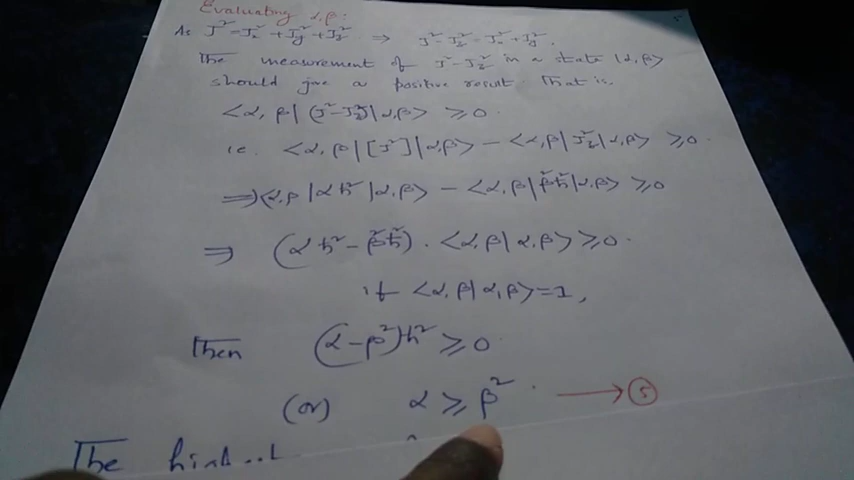 Evaluating α,β:
As J² = Jx² + Jy² + Jz² ⇒ J² - Jz² = Jx² + Jy².
The measurement of J² - Jz² in a state |α,β>
should give a positive result. That is,
<α,β|(J² - Jz²)|α,β> ≥ 0.
i.e. <α,β|[J²]|α,β> - <α,β|Jz²|α,β> ≥ 0.
⇒ <α,β|αħ²|α,β> - <α,β|β²ħ²|α,β> ≥ 0
⇒ (αħ² - β²ħ²) . <α,β|α,β> ≥ 0.
if <α,β|α,β> = 1,
Then (α - β²)ħ² ≥ 0.
(or) α ≥ β². → ⑤
The highest